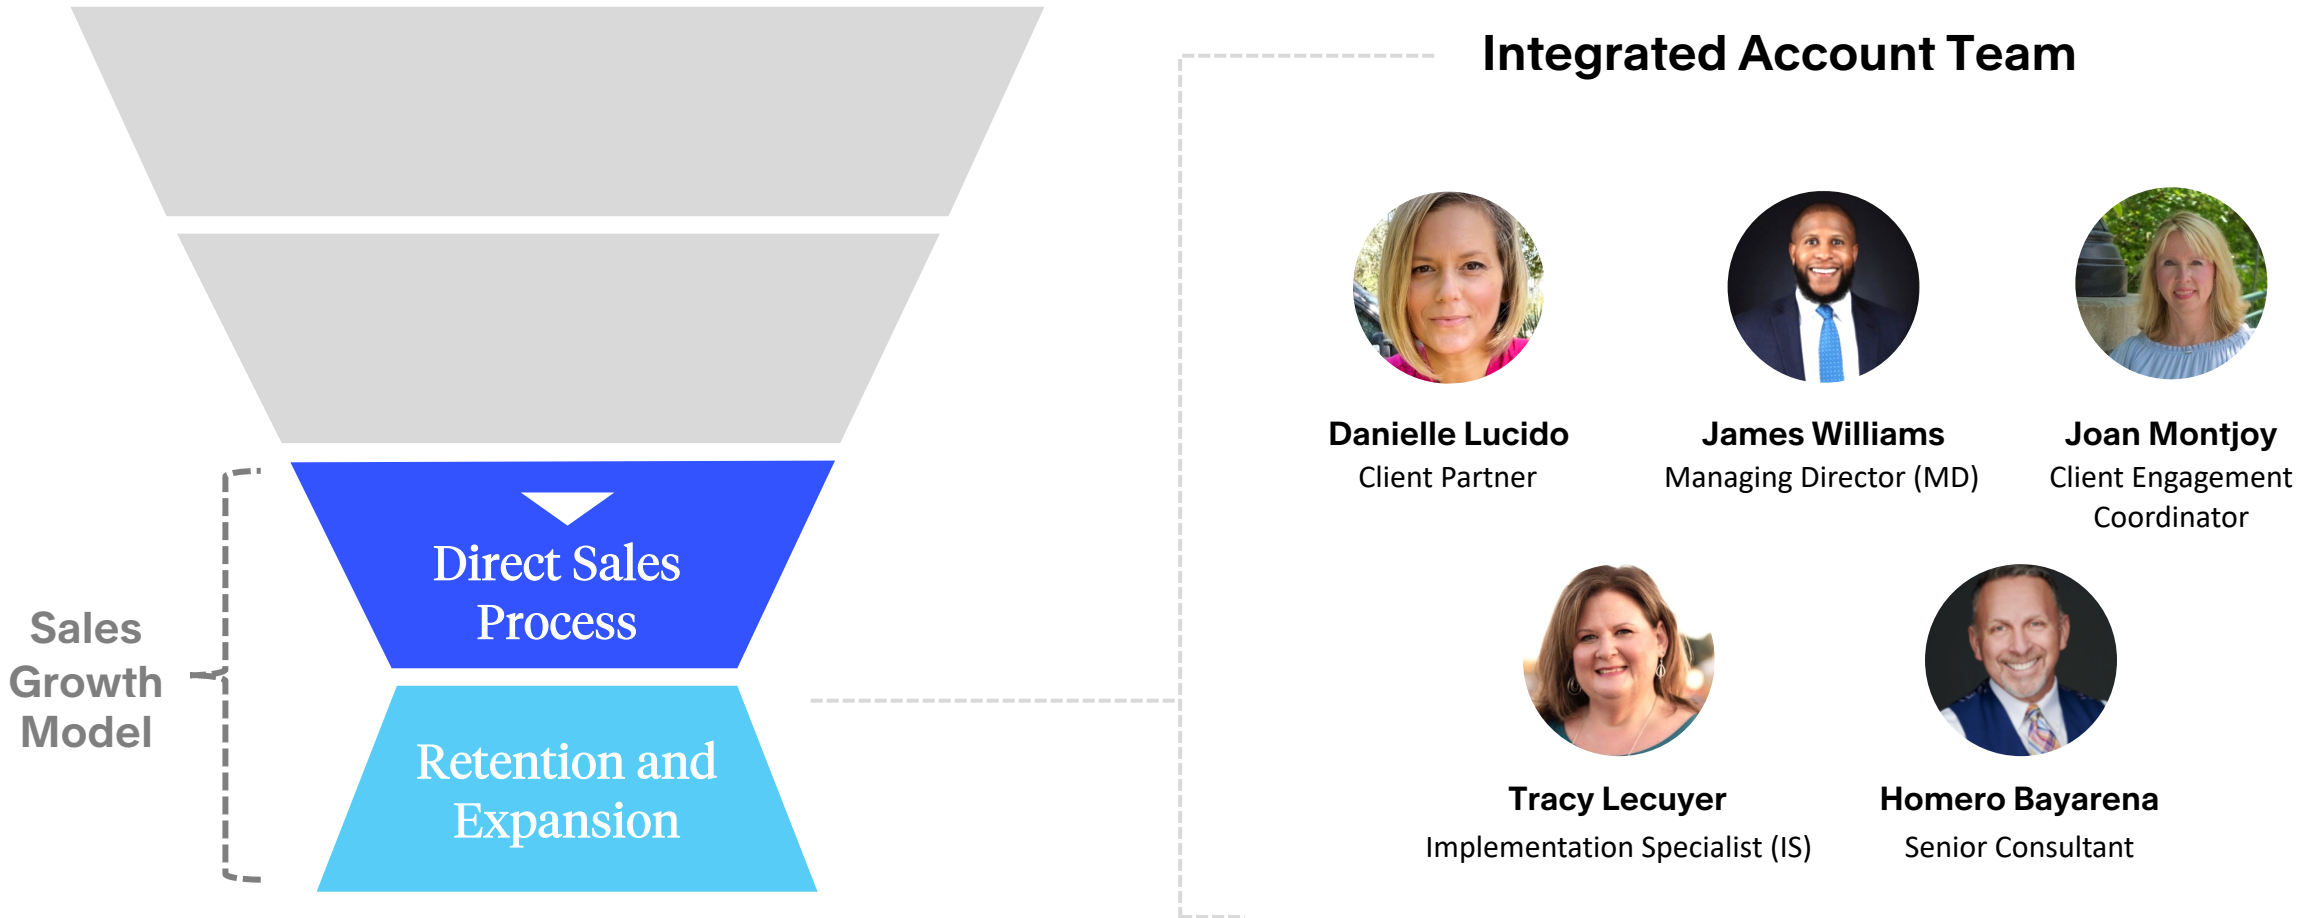 Integrated Account Team
Danielle Lucido
Client Partner
James Williams
Managing Director (MD)
Joan Montjoy
Client Engagement
Coordinator
Tracy Lecuyer
Implementation Specialist (IS)
Homero Bayarena
Senior Consultant
Sales
Growth
Model
Direct Sales
Process
Retention and
Expansion